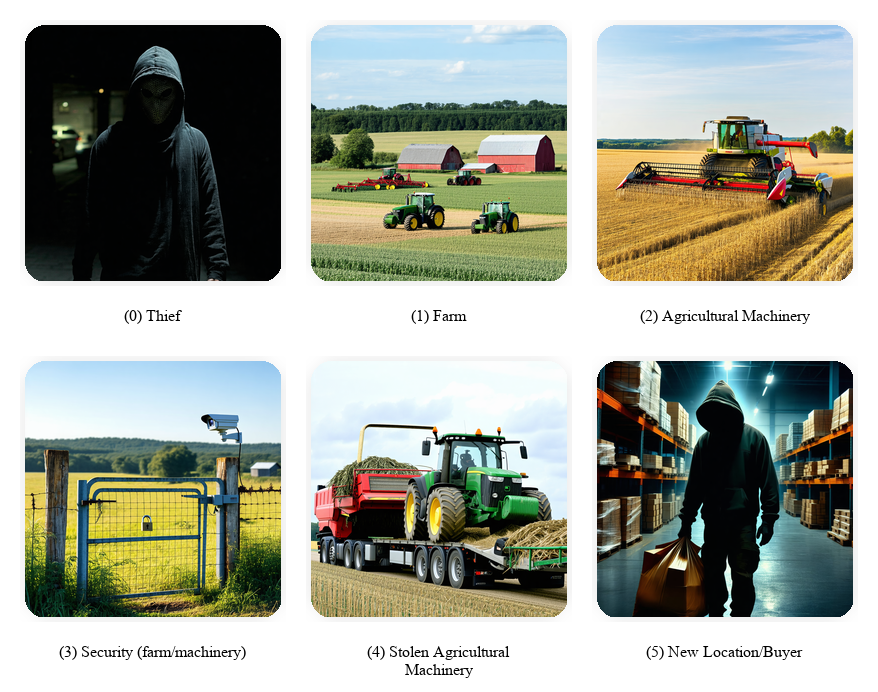 (0) Thief
(1) Farm
(2) Agricultural Machinery
(3) Security (farm/machinery)
(4) Stolen Agricultural
Machinery
(5) New Location/Buyer